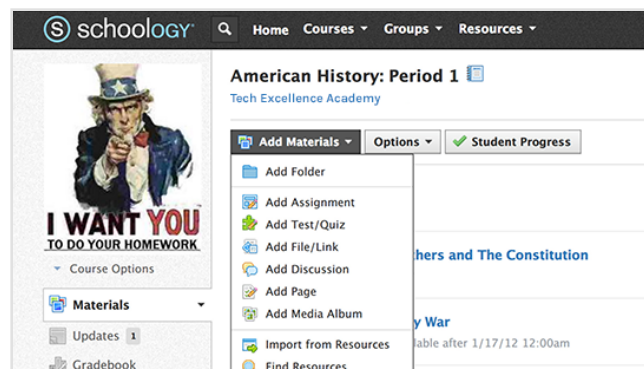 S schoology Home Courses Groups Resources
American History: Period 1
Tech Excellence Academy
Add Materials Options Student Progress
Add Folder
Add Assignment
Add Test/Quiz
Add File/Link
Add Discussion
Add Page
Add Media Album
Import from Resources
Find Resources
hers and The Constitution
y War
lable after 1/17/12 12:00am
I WANT YOU
TO DO YOUR HOMEWORK
Course Options
Materials
Updates 1
Gradebook